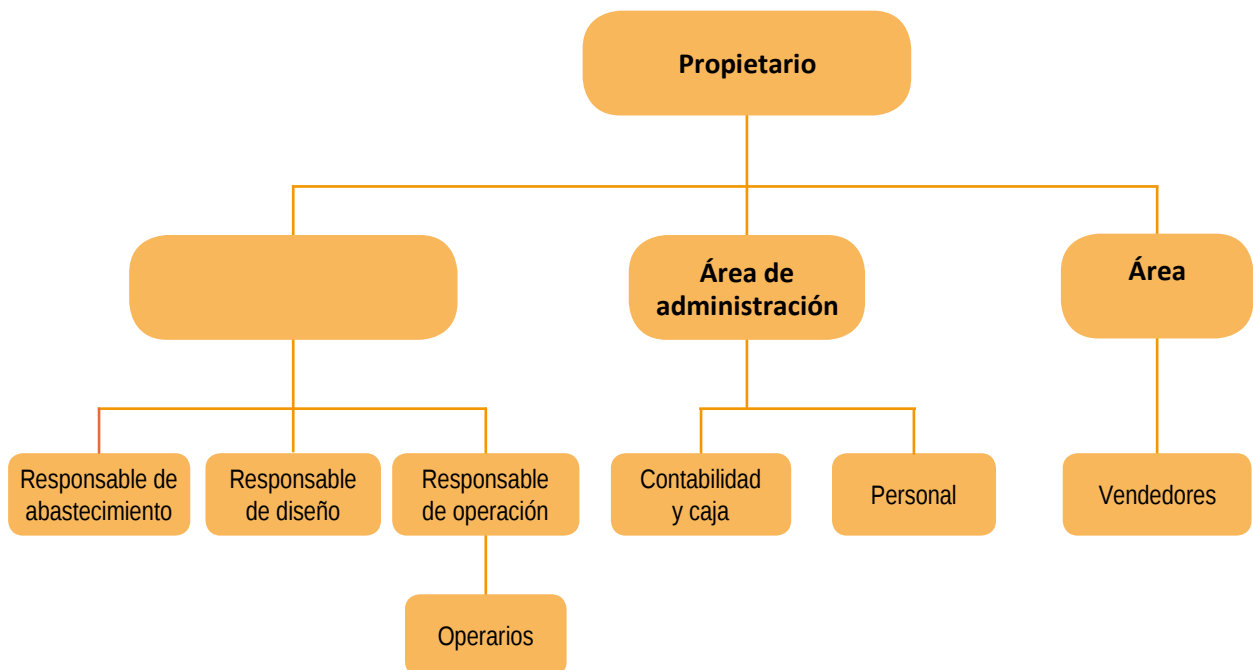 Propietario
Área de
administración
Área
Responsable de
abastecimiento
Responsable
de diseño
Responsable
de operación
Contabilidad
y caja
Personal
Vendedores
Operarios